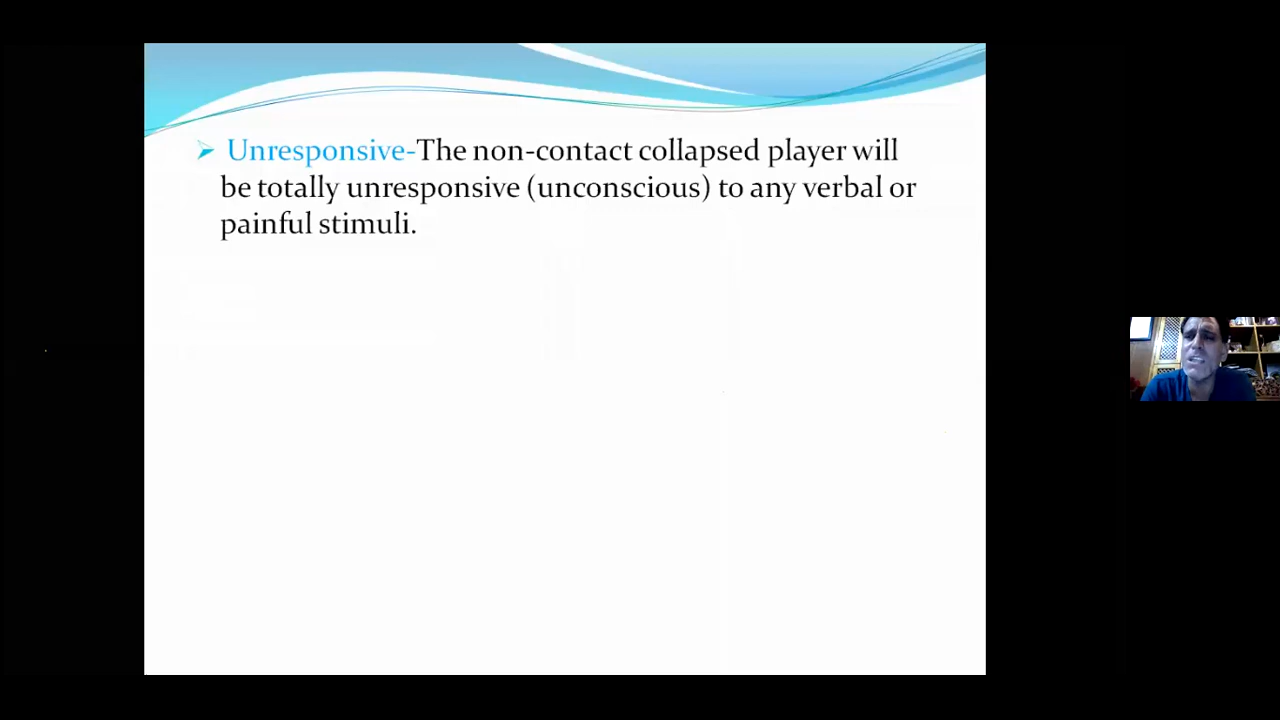 Unresponsive-The non-contact collapsed player will
be totally unresponsive (unconscious) to any verbal or
painful stimuli.